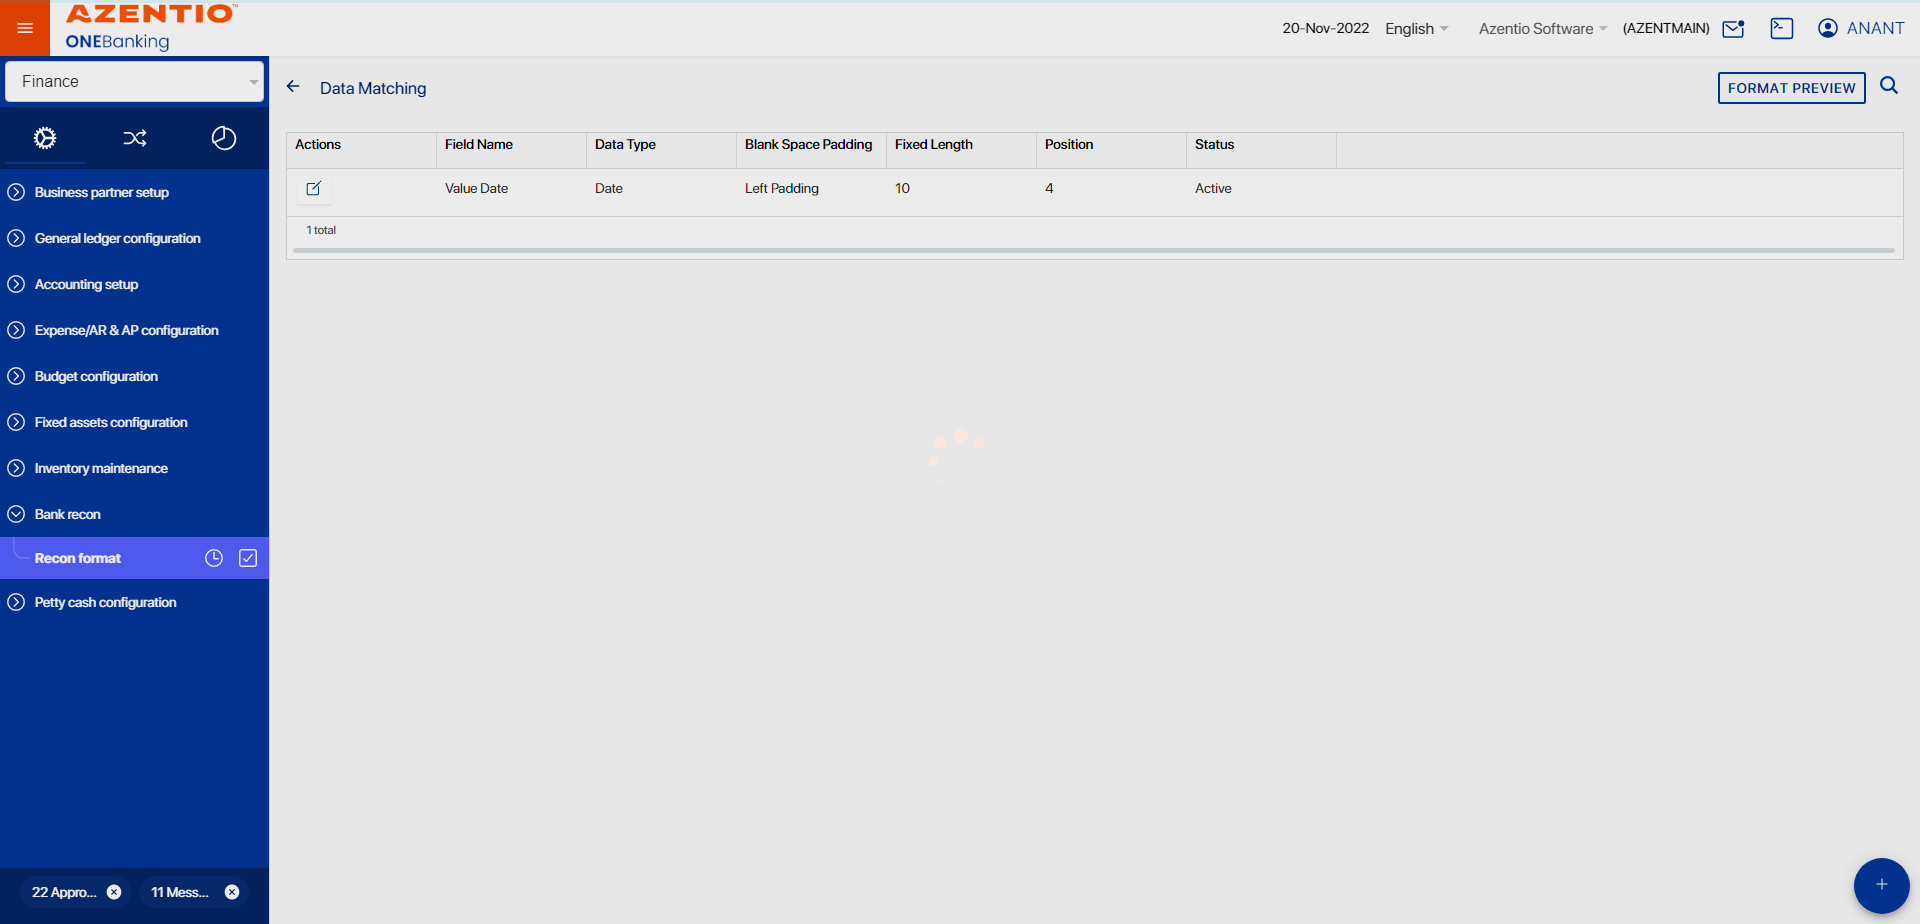 AZENTIO™
ONEBanking
20-Nov-2022 English Azentio Software (AZENTMAIN) ANANT
Finance
Business partner setup
General ledger configuration
Accounting setup
Expense/AR & AP configuration
Budget configuration
Fixed assets configuration
Inventory maintenance
Bank recon
Recon format
Petty cash configuration
22 Appro... 11 Mess...
Data Matching
FORMAT PREVIEW
Actions Field Name Data Type Blank Space Padding Fixed Length Position Status
Value Date Date Left Padding 10 4 Active
1 total